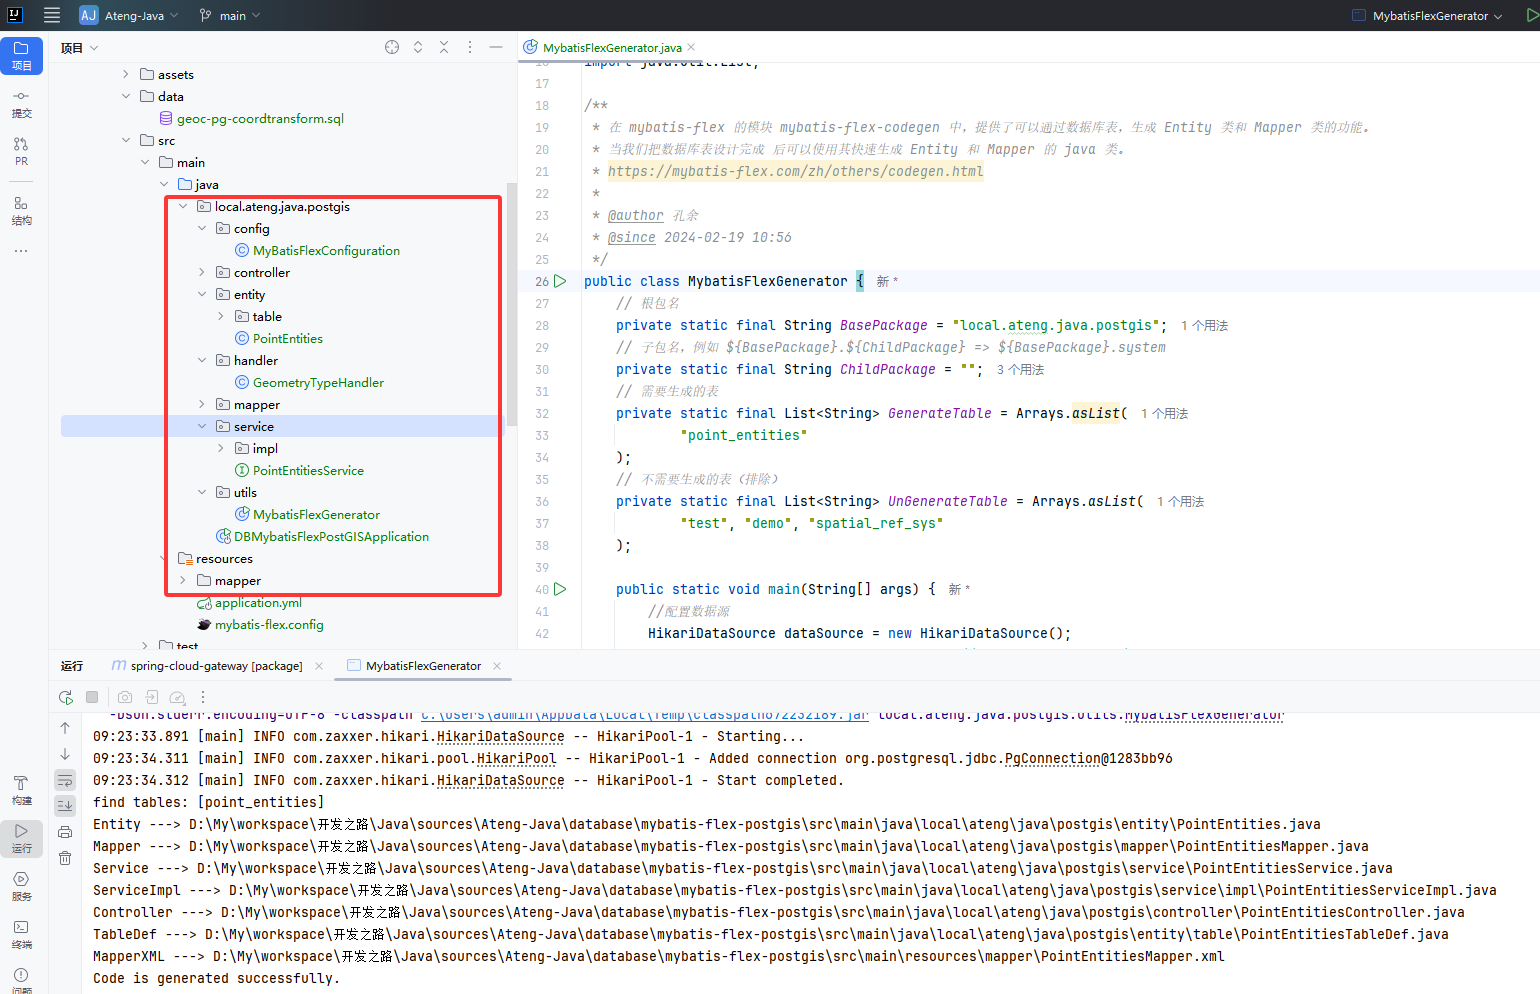 IJ
AJ Ateng-Java
main
MybatisFlexGenerator
项目
提交
PR
结构
构建
运行
服务
终端
问题
项目
assets
data
geoc-pg-coordtransform.sql
src
main
java
local.ateng.java.postgis
config
MyBatisFlexConfiguration
controller
entity
table
PointEntities
handler
GeometryTypeHandler
mapper
service
impl
PointEntitiesService
utils
MybatisFlexGenerator
DBMybatisFlexPostGISApplication
resources
mapper
application.yml
mybatis-flex.config
test
MybatisFlexGenerator.java
16 import java.util.List;
17
18 /**
19 * 在 mybatis-flex 的模块 mybatis-flex-codegen 中，提供了可以通过数据库表，生成 Entity 类和 Mapper 类的功能。
20 * 当我们把数据库表设计完成 后可以使用其快速生成 Entity 和 Mapper 的 java 类。
21 * https://mybatis-flex.com/zh/others/codegen.html
22 *
23 * @author 孔余
24 * @since 2024-02-19 10:56
25 */
26 public class MybatisFlexGenerator { 新 *
27 // 根包名
28 private static final String BasePackage = "local.ateng.java.postgis"; 1 个用法
29 // 子包名，例如 ${BasePackage}.${ChildPackage} => ${BasePackage}.system
30 private static final String ChildPackage = ""; 3 个用法
31 // 需要生成的表
32 private static final List<String> GenerateTable = Arrays.asList( 1 个用法
33 "point_entities"
34 );
35 // 不需要生成的表（排除）
36 private static final List<String> UnGenerateTable = Arrays.asList( 1 个用法
37 "test", "demo", "spatial_ref_sys"
38 );
39
40 public static void main(String[] args) { 新 *
41 //配置数据源
42 HikariDataSource dataSource = new HikariDataSource();
运行 spring-cloud-gateway [package] MybatisFlexGenerator
-Dsun.stderr.encoding=UTF-8 -classpath C:\Users\admin\AppData\Local\Temp\classpath672232189.jar local.ateng.java.postgis.utils.MybatisFlexGenerator
09:23:33.891 [main] INFO com.zaxxer.hikari.HikariDataSource -- HikariPool-1 - Starting...
09:23:34.311 [main] INFO com.zaxxer.hikari.pool.HikariPool -- HikariPool-1 - Added connection org.postgresql.jdbc.PgConnection@1283bb96
09:23:34.312 [main] INFO com.zaxxer.hikari.HikariDataSource -- HikariPool-1 - Start completed.
find tables: [point_entities]
Entity ---> D:\My\workspace\开发之路\Java\sources\Ateng-Java\database\mybatis-flex-postgis\src\main\java\local\ateng\java\postgis\entity\PointEntities.java
Mapper ---> D:\My\workspace\开发之路\Java\sources\Ateng-Java\database\mybatis-flex-postgis\src\main\java\local\ateng\java\postgis\mapper\PointEntitiesMapper.java
Service ---> D:\My\workspace\开发之路\Java\sources\Ateng-Java\database\mybatis-flex-postgis\src\main\java\local\ateng\java\postgis\service\PointEntitiesService.java
ServiceImpl ---> D:\My\workspace\开发之路\Java\sources\Ateng-Java\database\mybatis-flex-postgis\src\main\java\local\ateng\java\postgis\service\impl\PointEntitiesServiceImpl.java
Controller ---> D:\My\workspace\开发之路\Java\sources\Ateng-Java\database\mybatis-flex-postgis\src\main\java\local\ateng\java\postgis\controller\PointEntitiesController.java
TableDef ---> D:\My\workspace\开发之路\Java\sources\Ateng-Java\database\mybatis-flex-postgis\src\main\java\local\ateng\java\postgis\entity\table\PointEntitiesTableDef.java
MapperXML ---> D:\My\workspace\开发之路\Java\sources\Ateng-Java\database\mybatis-flex-postgis\src\main\resources\mapper\PointEntitiesMapper.xml
Code is generated successfully.